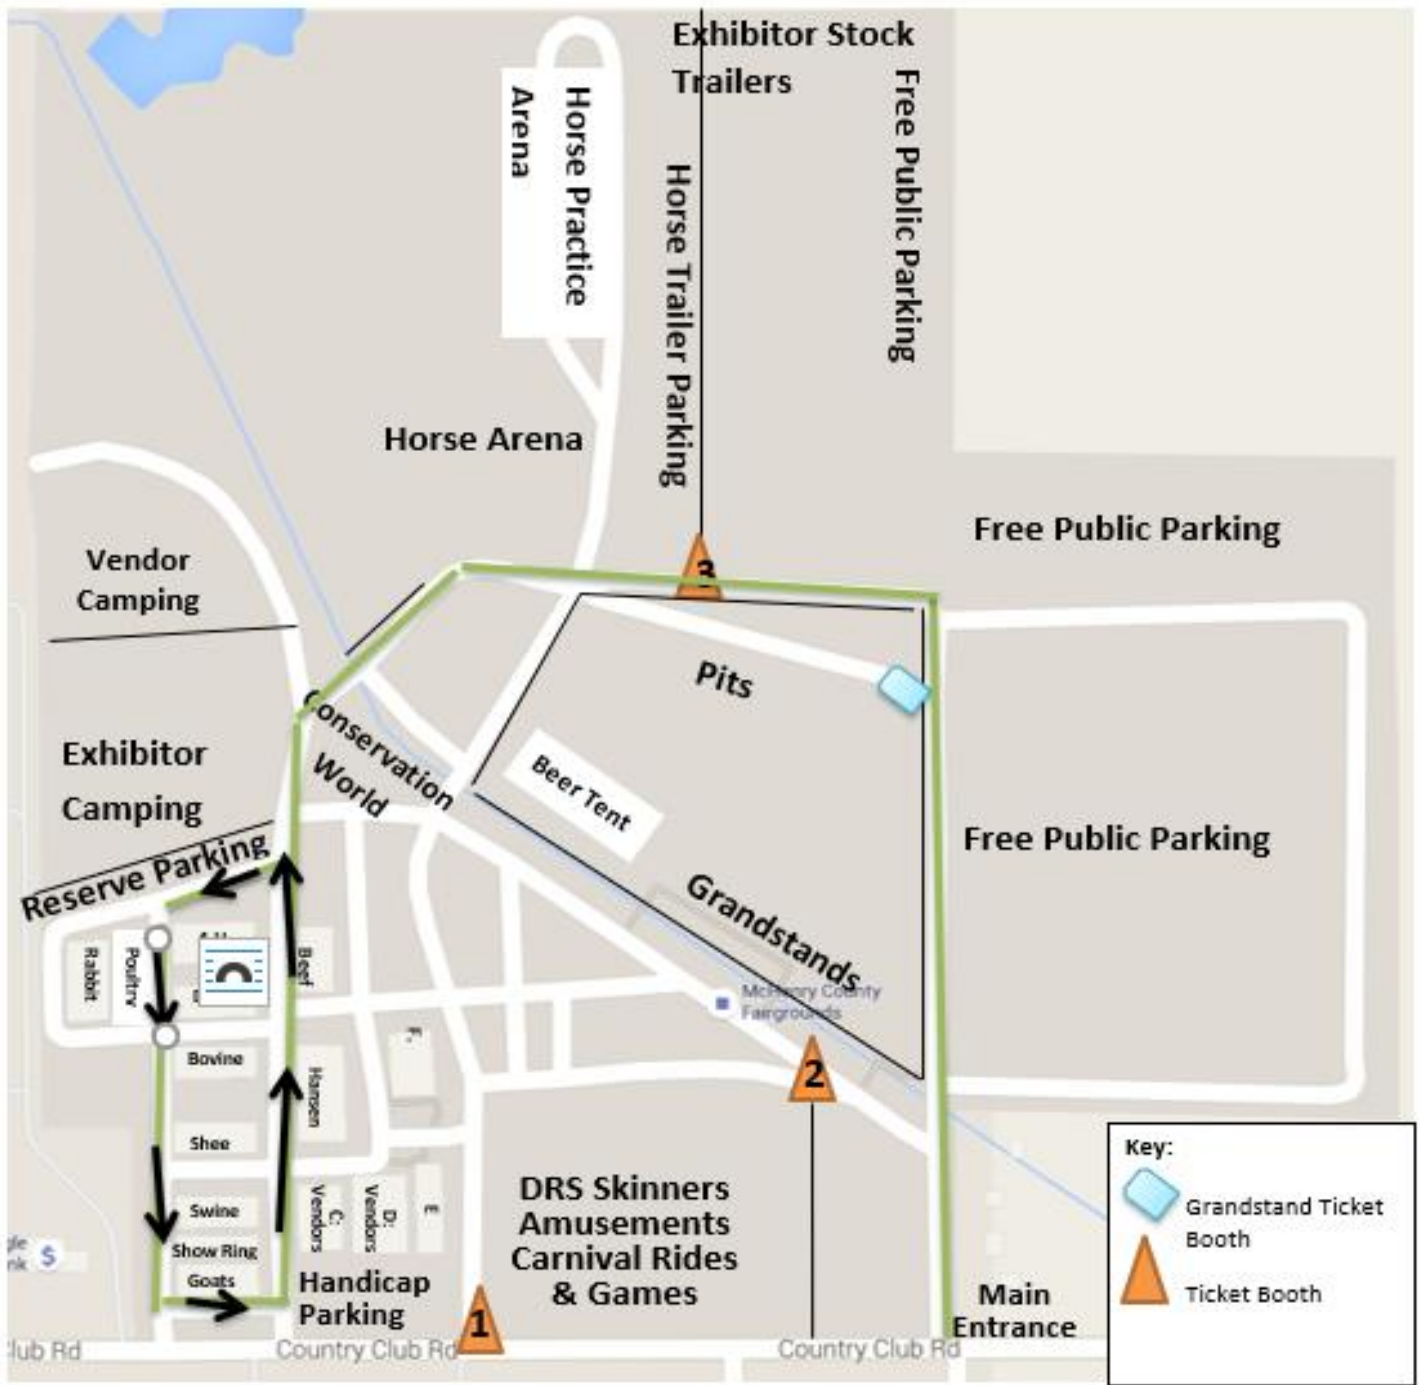 Exhibitor Stock
Trailers
Free Public Parking
Horse Practice
Arena
Horse Trailer Parking
Horse Arena
Free Public Parking
Vendor
Camping
3
Pits
Conservation
World
Exhibitor
Camping
Beer Tent
Free Public Parking
Reserve Parking
Grandstands
Rabbit
Poultry
Beef
McHenry County
Fairgrounds
F.
Bovine
Hansen
2
Shee
Swine
C:
Vendors
D:
Vendors
E
Show Ring
Goats
DRS Skinners
Amusements
Carnival Rides
& Games
Handicap
Parking
1
Main
Entrance
$
Key:
Grandstand Ticket
Booth
Ticket Booth
Club Rd
Country Club Rd
Country Club Rd